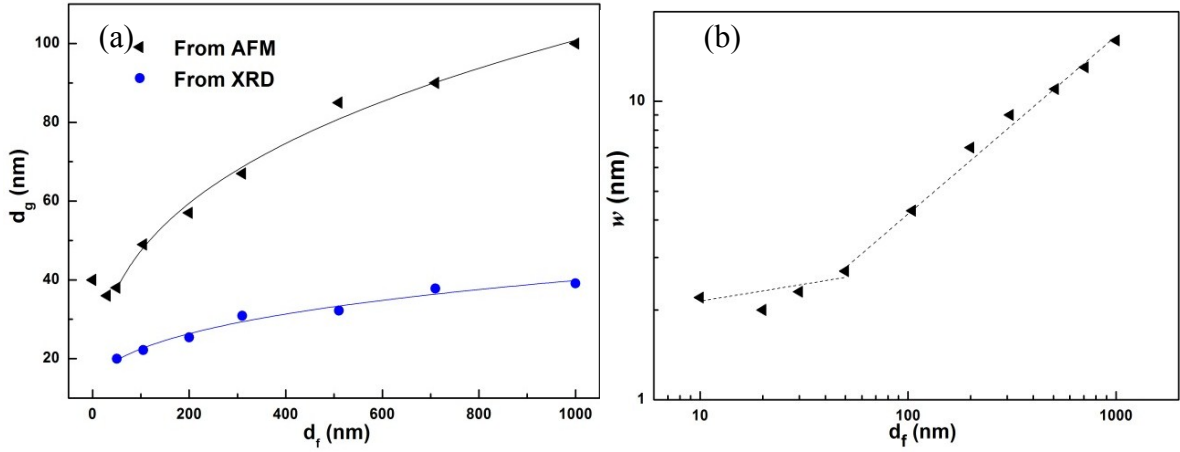 (a)
From AFM
From XRD
100
80
60
40
20
d_g (nm)
0 200 400 600 800 1000
d_f (nm)
(b)
10
1
w (nm)
10 100 1000
d_f (nm)